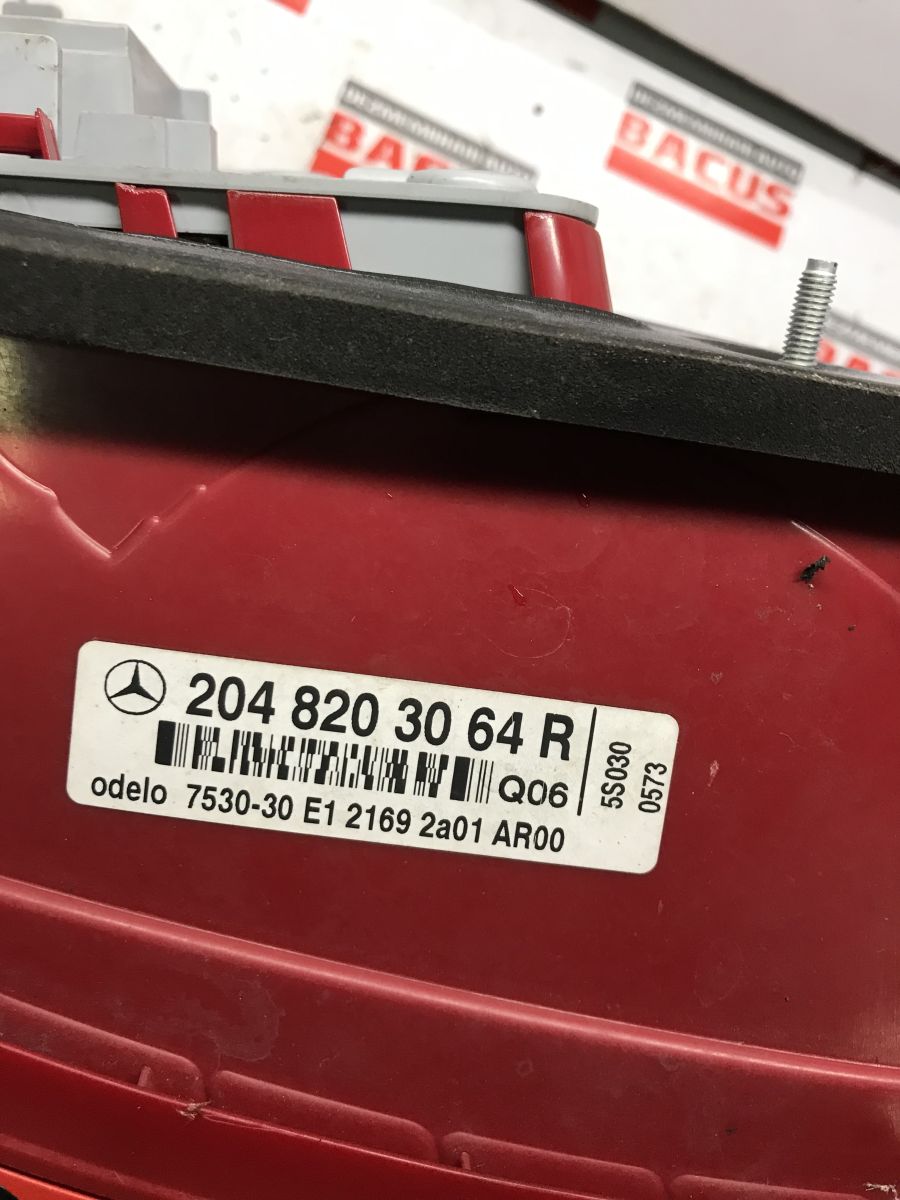 BACUS
BACUS
204 820 30 64 R
Q06
odelo 7530-30 E1 2169 2a01 AR00
5S030
0573